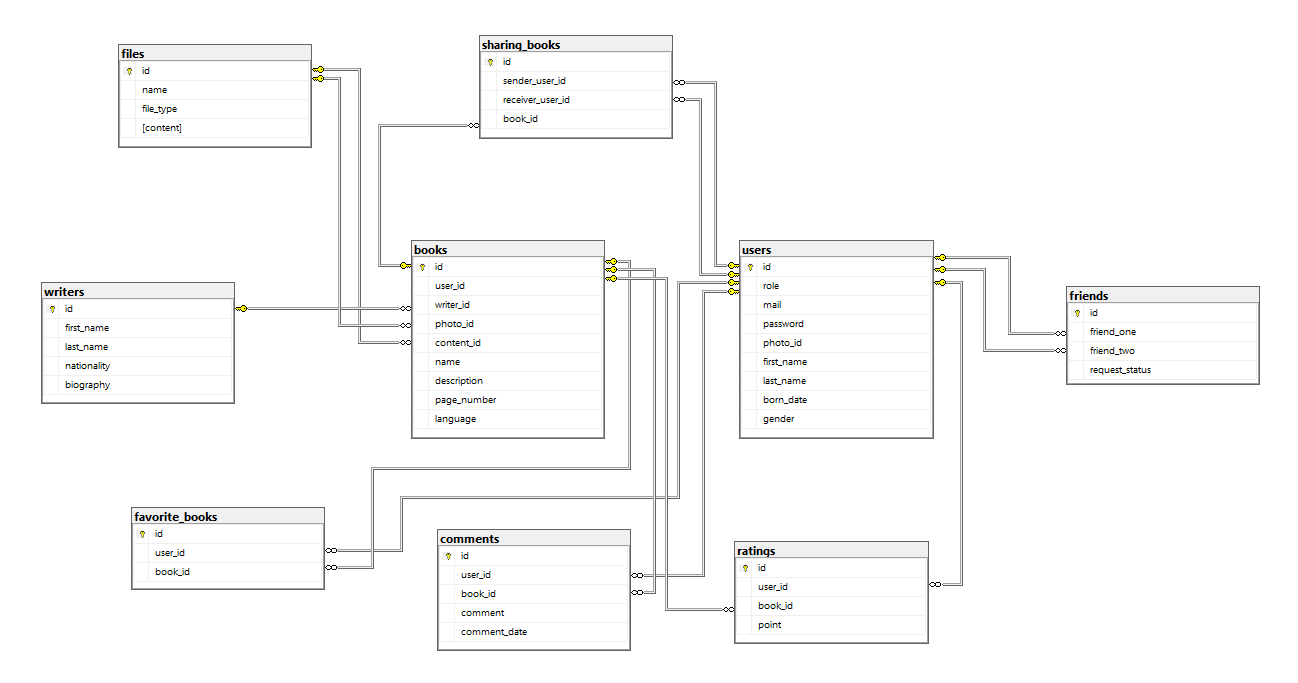 files
id
name
file_type
[content]
sharing_books
id
sender_user_id
receiver_user_id
book_id
writers
id
first_name
last_name
nationality
biography
books
id
user_id
writer_id
photo_id
content_id
name
description
page_number
language
users
id
role
mail
password
photo_id
first_name
last_name
born_date
gender
friends
id
friend_one
friend_two
request_status
favorite_books
id
user_id
book_id
comments
id
user_id
book_id
comment
comment_date
ratings
id
user_id
book_id
point